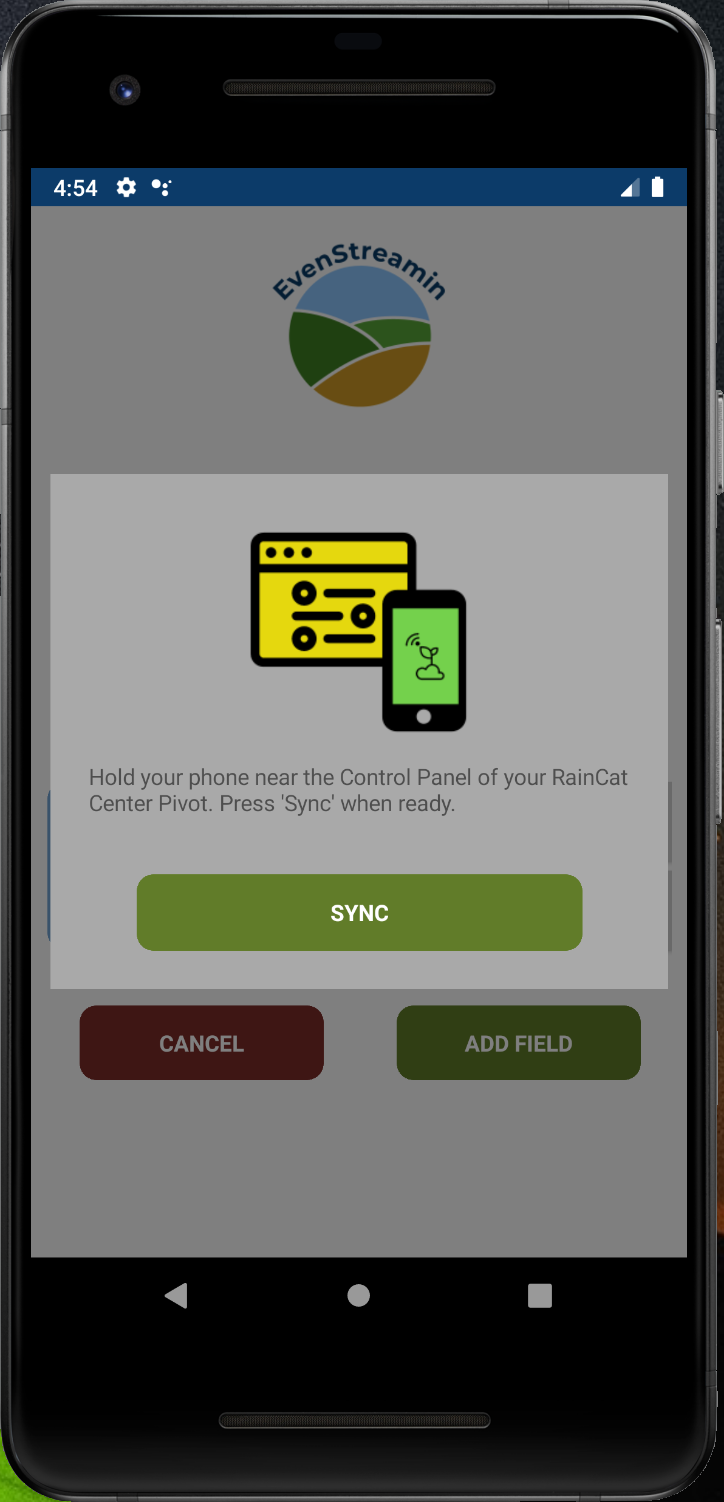 4:54
EvenStreamin
Hold your phone near the Control Panel of your RainCat
Center Pivot. Press 'Sync' when ready.
SYNC
CANCEL
ADD FIELD